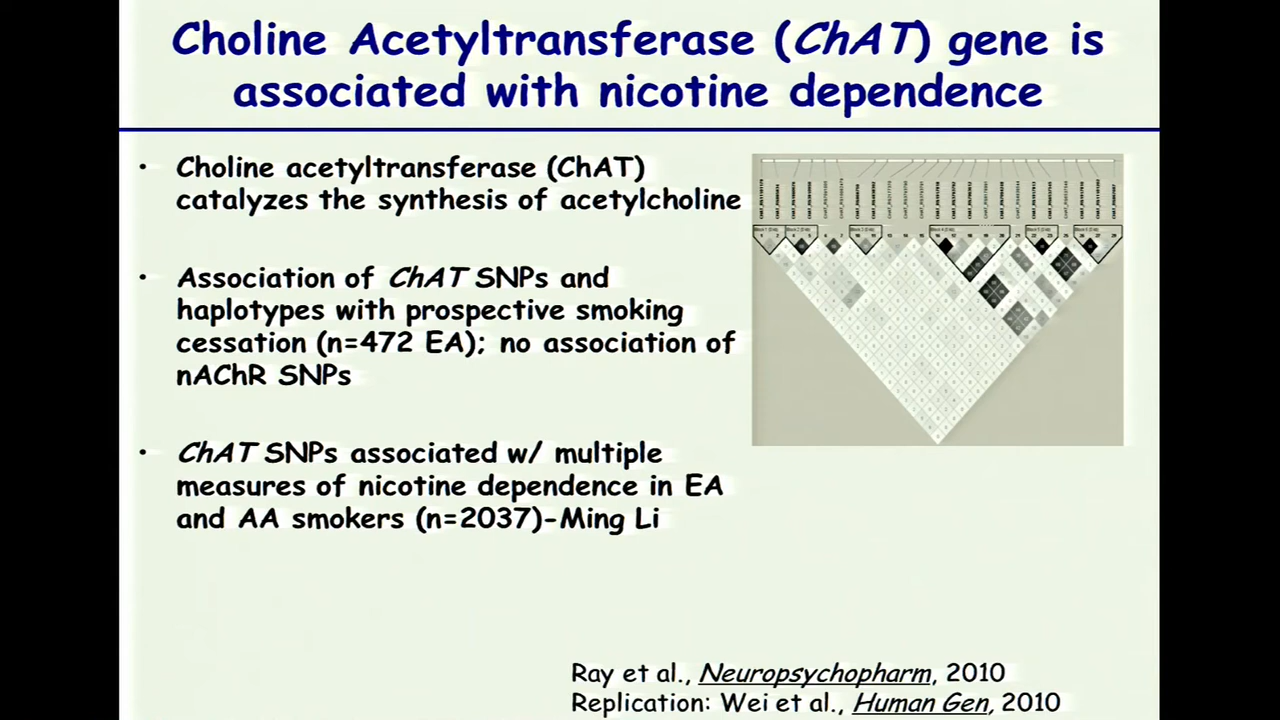 Choline Acetyltransferase (ChAT) gene is
associated with nicotine dependence
• Choline acetyltransferase (ChAT)
catalyzes the synthesis of acetylcholine
• Association of ChAT SNPs and
haplotypes with prospective smoking
cessation (n=472 EA); no association of
nAChR SNPs
• ChAT SNPs associated w/ multiple
measures of nicotine dependence in EA
and AA smokers (n=2037)-Ming Li
Ray et al., Neuropsychopharm, 2010
Replication: Wei et al., Human Gen, 2010